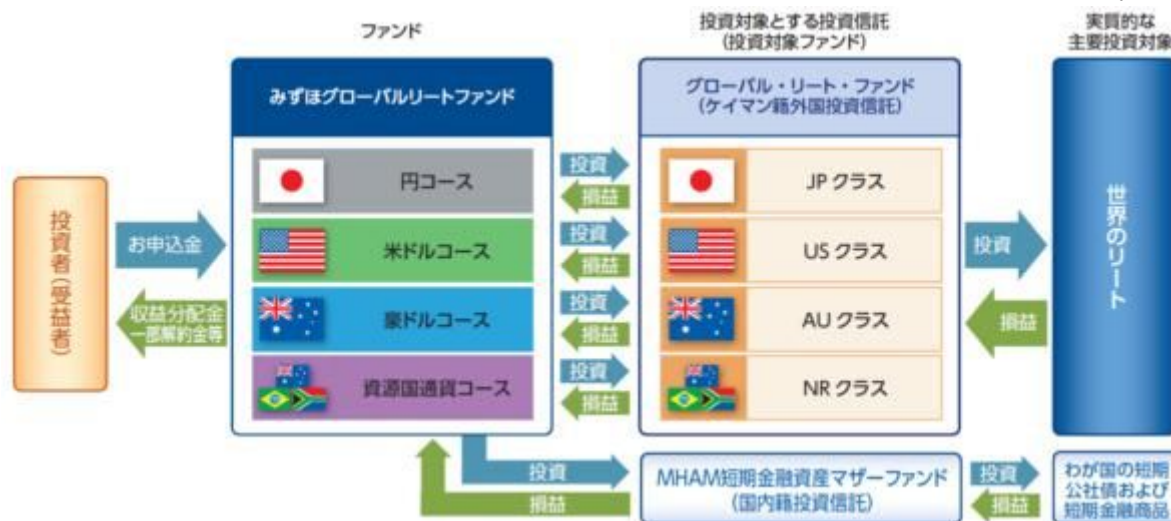 ファンド
投資対象とする投資信託
(投資対象ファンド)
実質的な
主要投資対象
みずほグローバルリートファンド
グローバル・リート・ファンド
(ケイマン籍外国投資信託)
投資者(受益者)
お申込金
収益分配金
一部解約金等
円コース
投資
損益
JP クラス
米ドルコース
投資
損益
US クラス
豪ドルコース
投資
損益
AU クラス
資源国通貨コース
投資
損益
NR クラス
投資
損益
世界のリート
投資
損益
MHAM短期金融資産マザーファンド
(国内籍投資信託)
投資
損益
わが国の短期
公社債および
短期金融商品